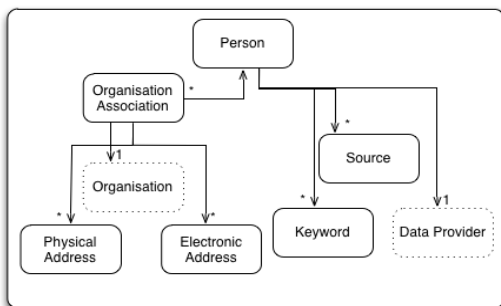 Person
Organisation
Association
*
*
1
Source
Organisation
*
*
*
1
Physical
Address
Electronic
Address
Keyword
Data Provider